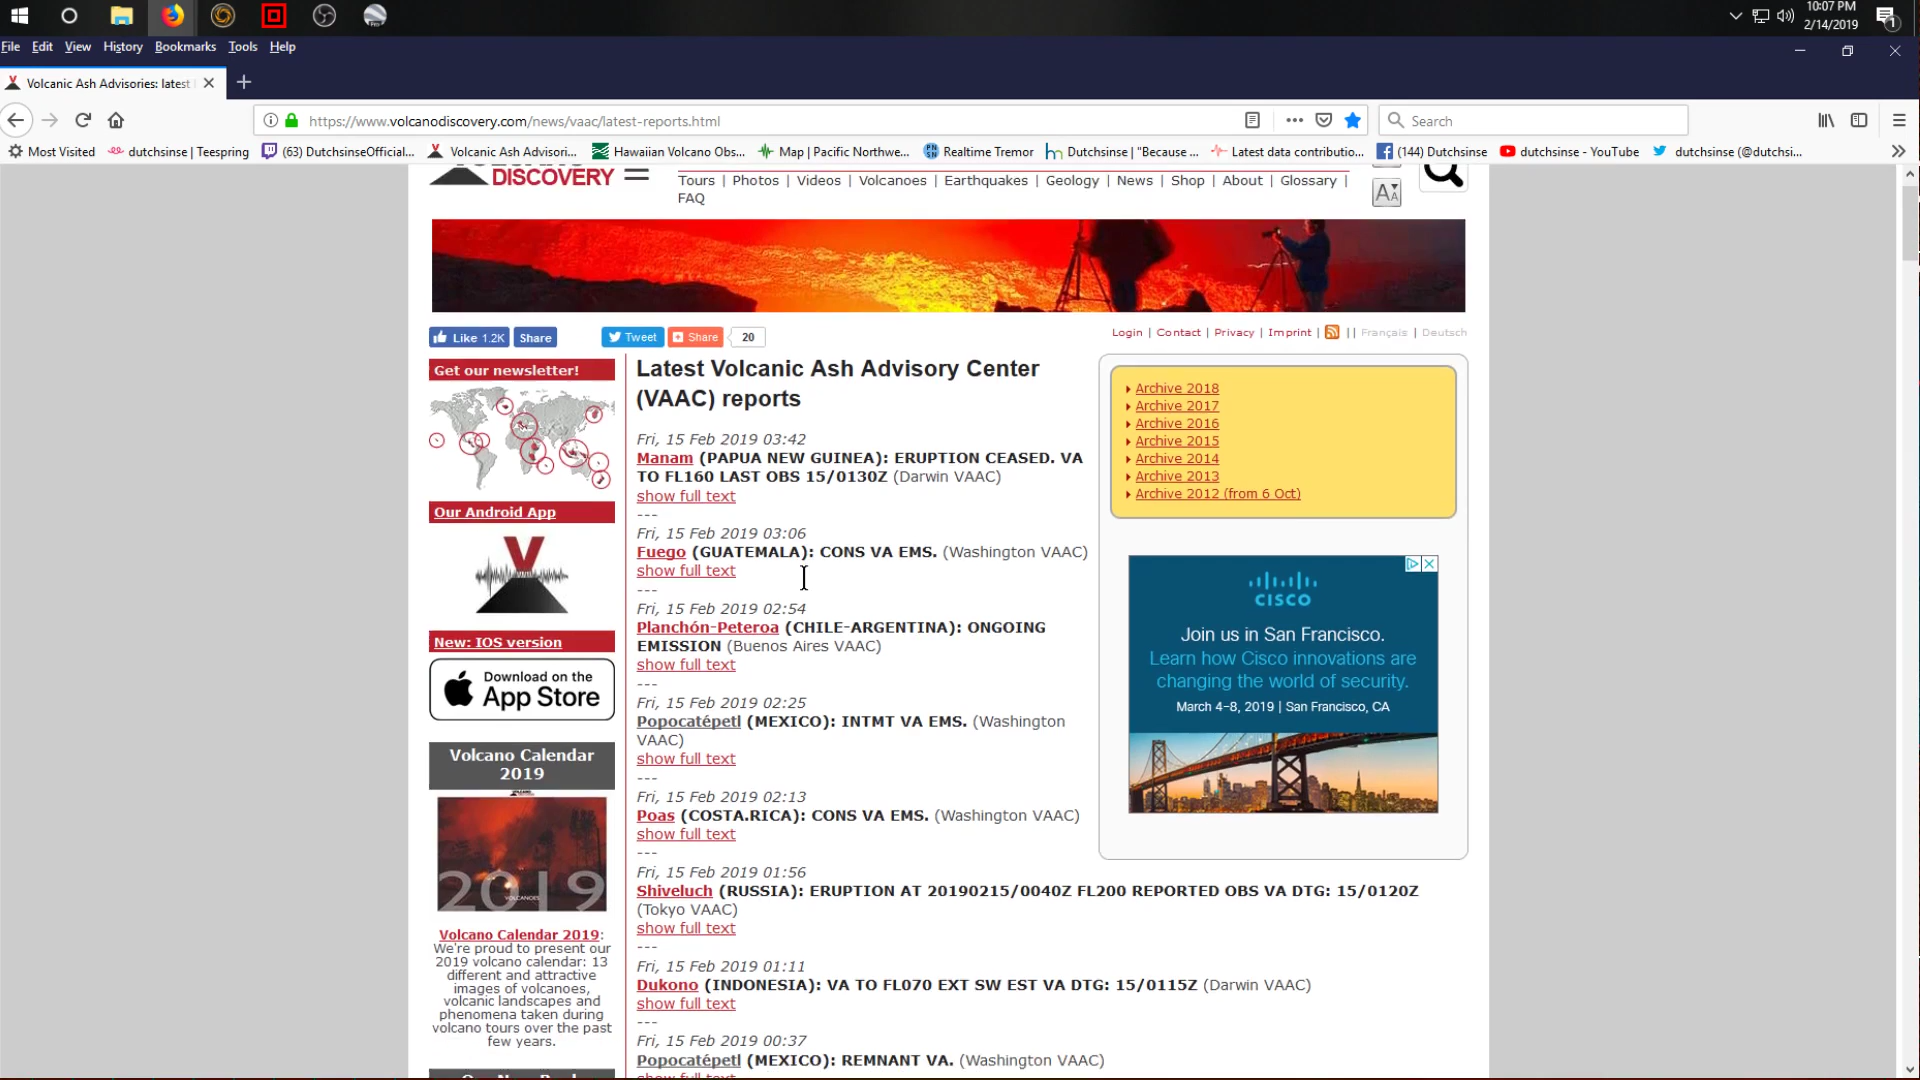 10:07 PM
2/14/2019
1
File Edit View History Bookmarks Tools Help
Volcanic Ash Advisories: latest
https://www.volcanodiscovery.com/news/vaac/latest-reports.html
Search
Most Visited dutchsinse | Teespring (63) DutchsinseOfficial... Volcanic Ash Advisori... Hawaiian Volcano Obs... Map | Pacific Northwe... Realtime Tremor Dutchsinse | "Because ... Latest data contributio... (144) Dutchsinse dutchsinse - YouTube dutchsinse (@dutchsi...
DISCOVERY
Tours | Photos | Videos | Volcanoes | Earthquakes | Geology | News | Shop | About | Glossary |
FAQ
Like 1.2K Share Tweet Share 20
Login | Contact | Privacy | Imprint | || Français | Deutsch
Get our newsletter!
Our Android App
New: IOS version
Download on the
App Store
Volcano Calendar
2019
2019
VOLCANOES
Volcano Calendar 2019:
We're proud to present our
2019 volcano calendar: 13
different and attractive
images of volcanoes,
volcanic landscapes and
phenomena taken during
volcano tours over the past
few years.
Latest Volcanic Ash Advisory Center
(VAAC) reports
Fri, 15 Feb 2019 03:42
Manam (PAPUA NEW GUINEA): ERUPTION CEASED. VA
TO FL160 LAST OBS 15/0130Z (Darwin VAAC)
show full text
---
Fri, 15 Feb 2019 03:06
Fuego (GUATEMALA): CONS VA EMS. (Washington VAAC)
show full text
---
Fri, 15 Feb 2019 02:54
Planchón-Peteroa (CHILE-ARGENTINA): ONGOING
EMISSION (Buenos Aires VAAC)
show full text
---
Fri, 15 Feb 2019 02:25
Popocatépetl (MEXICO): INTMT VA EMS. (Washington
VAAC)
show full text
---
Fri, 15 Feb 2019 02:13
Poas (COSTA.RICA): CONS VA EMS. (Washington VAAC)
show full text
---
Fri, 15 Feb 2019 01:56
Shiveluch (RUSSIA): ERUPTION AT 20190215/0040Z FL200 REPORTED OBS VA DTG: 15/0120Z
(Tokyo VAAC)
show full text
---
Fri, 15 Feb 2019 01:11
Dukono (INDONESIA): VA TO FL070 EXT SW EST VA DTG: 15/0115Z (Darwin VAAC)
show full text
---
Fri, 15 Feb 2019 00:37
Popocatépetl (MEXICO): REMNANT VA. (Washington VAAC)
Archive 2018
Archive 2017
Archive 2016
Archive 2015
Archive 2014
Archive 2013
Archive 2012 (from 6 Oct)
CISCO
Join us in San Francisco.
Learn how Cisco innovations are
changing the world of security.
March 4–8, 2019 | San Francisco, CA